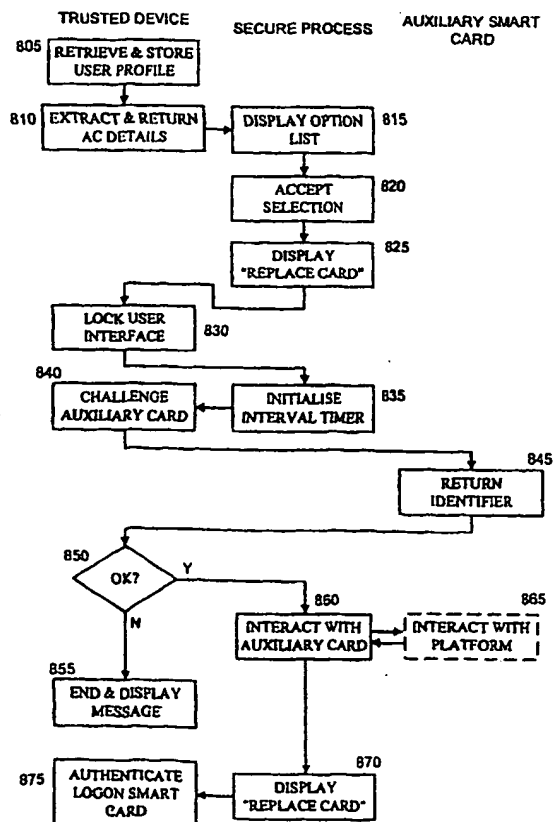 TRUSTED DEVICE
SECURE PROCESS
AUXILIARY SMART
CARD
805
RETRIEVE & STORE
USER PROFILE
810
EXTRACT & RETURN
AC DETAILS
DISPLAY OPTION
LIST
815
ACCEPT
SELECTION
820
DISPLAY
"REPLACE CARD"
825
LOCK USER
INTERFACE
830
840
CHALLENGE
AUXILIARY CARD
INITIALISE
INTERVAL TIMER
835
845
RETURN
IDENTIFIER
850
OK?
Y
N
860
INTERACT WITH
AUXILIARY CARD
865
INTERACT WITH
PLATFORM
855
END & DISPLAY
MESSAGE
870
875
AUTHENTICATE
LOGON SMART
CARD
DISPLAY
"REPLACE CARD"